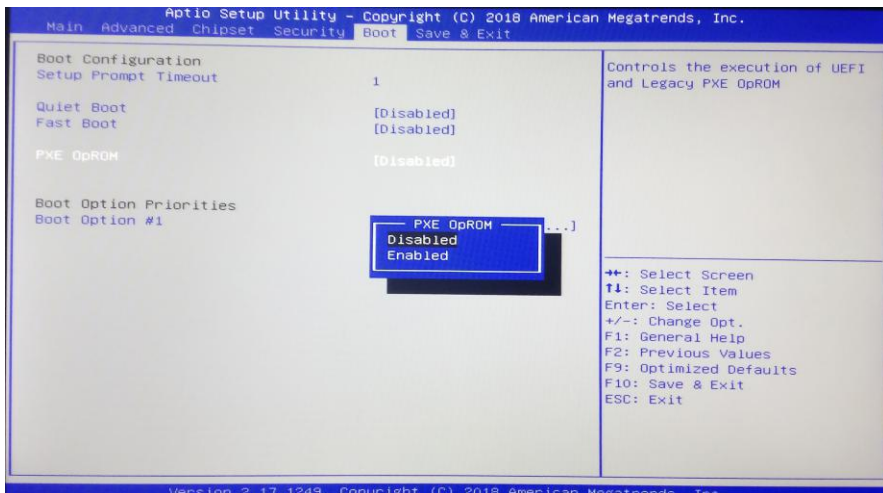 Aptio Setup Utility – Copyright (C) 2018 American Megatrends, Inc.
Main Advanced Chipset Security Boot Save & Exit
Boot Configuration
Setup Prompt Timeout 1
Quiet Boot [Disabled]
Fast Boot [Disabled]
PXE OpROM [Disabled]
Boot Option Priorities
Boot Option #1 ...]
PXE OpROM
Disabled
Enabled
Controls the execution of UEFI
and Legacy PXE OpROM
→←: Select Screen
↑↓: Select Item
Enter: Select
+/-: Change Opt.
F1: General Help
F2: Previous Values
F9: Optimized Defaults
F10: Save & Exit
ESC: Exit
Version 2.17.1249. Copyright (C) 2018 American Megatrends, Inc.